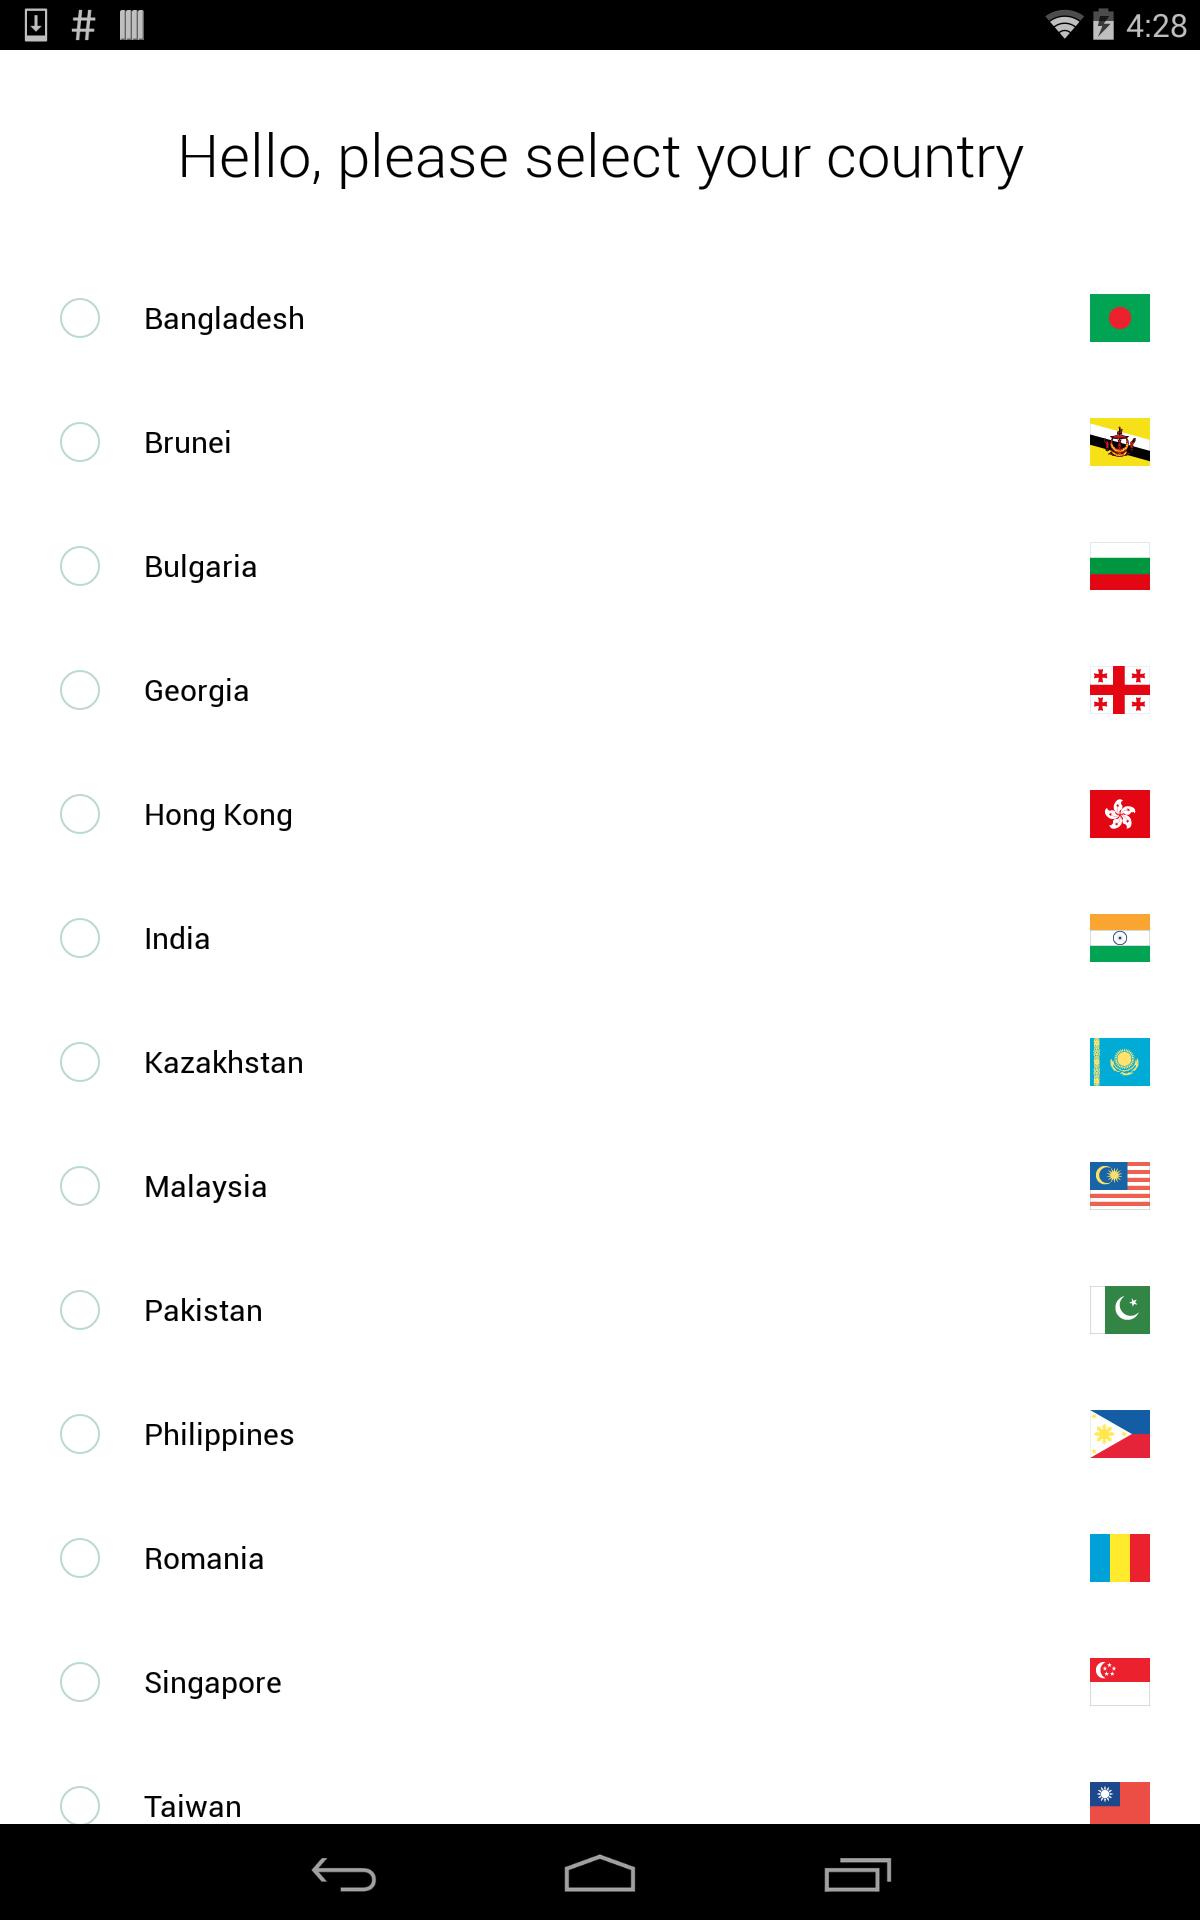 4:28
Hello, please select your country
Bangladesh
Brunei
Bulgaria
Georgia
Hong Kong
India
Kazakhstan
Malaysia
Pakistan
Philippines
Romania
Singapore
Taiwan